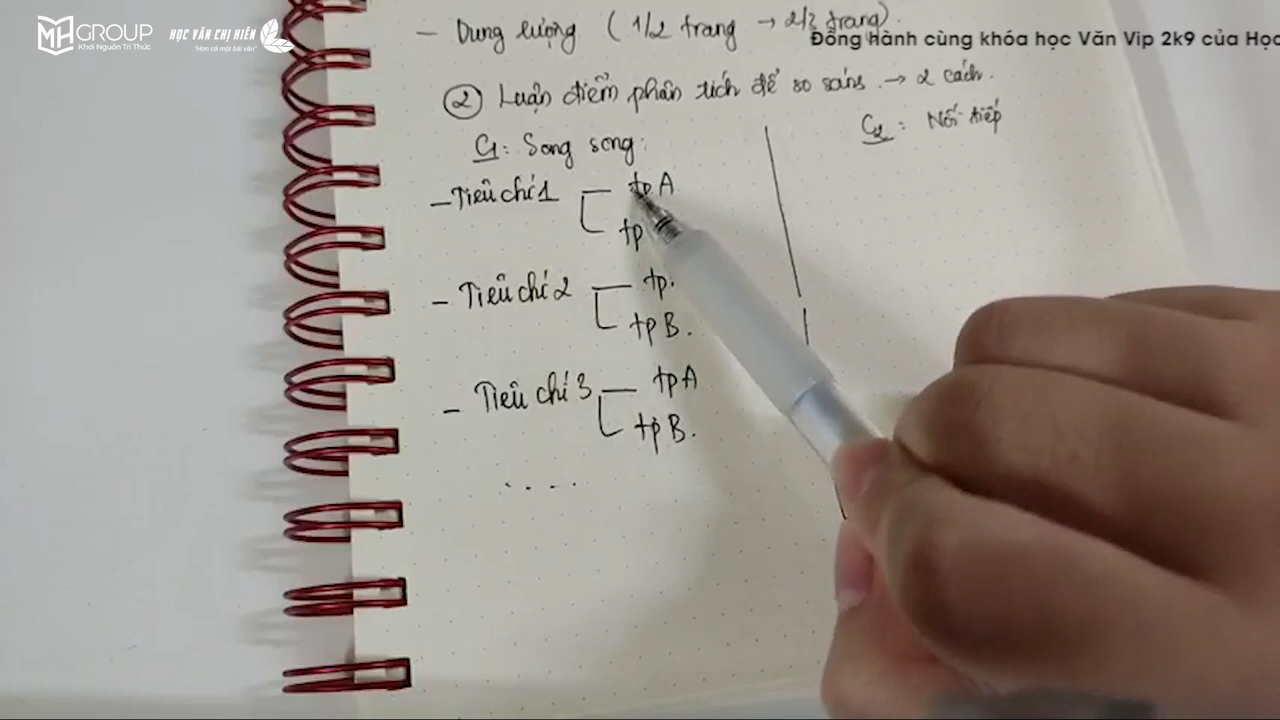 MH GROUP
Khơi Nguồn Tri Thức
HỌC VĂN CHỊ HIÊN
"Hơn cả một bài văn"
Đồng hành cùng khóa học Văn Vip 2k9 của Học
- Dung lượng ( 1/2 trang → 2/3 trang).
② Luận điểm phân tích để so sánh. → 2 cách.
C1: Song song:
- Tiêu chí 1 tp A
tp
- Tiêu chí 2 tp.
tp B.
- Tiêu chí 3 tp A
tp B.
. . . .
C2: Nối tiếp